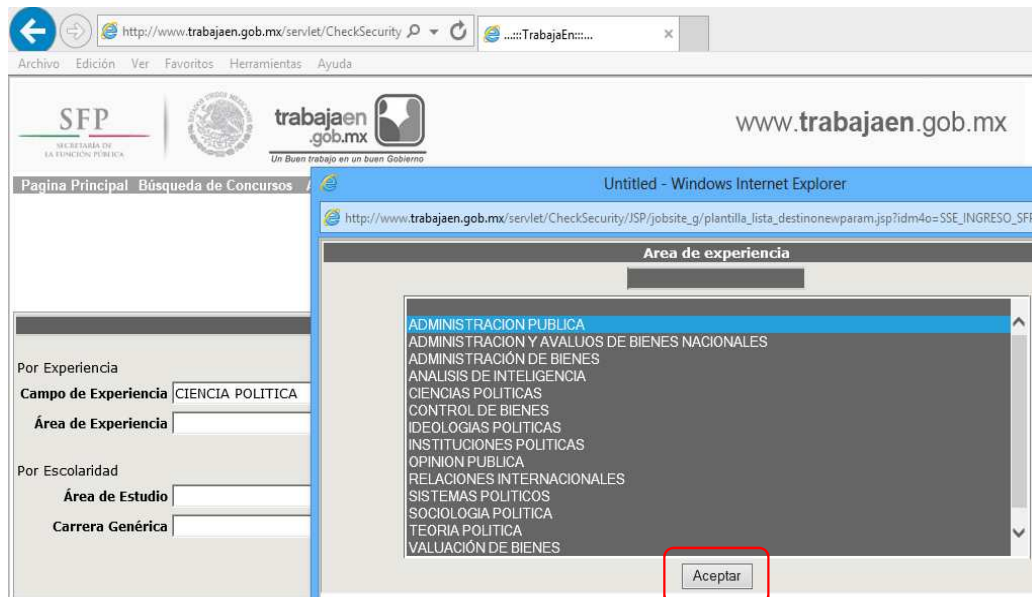 http://www.trabajaen.gob.mx/servlet/CheckSecurity
...:::TrabajaEn:::...
Archivo Edición Ver Favoritos Herramientas Ayuda
SFP
SECRETARÍA DE
LA FUNCIÓN PÚBLICA
trabajaen
.gob.mx
Un Buen trabajo en un buen Gobierno
www.trabajaen.gob.mx
Pagina Principal Búsqueda de Concursos
Untitled - Windows Internet Explorer
http://www.trabajaen.gob.mx/servlet/CheckSecurity/JSP/jobsite_g/plantilla_lista_destinonewparam.jsp?idm4o=SSE_INGRESO_SFP
Area de experiencia
ADMINISTRACION PUBLICA
ADMINISTRACION Y AVALUOS DE BIENES NACIONALES
ADMINISTRACIÓN DE BIENES
ANALISIS DE INTELIGENCIA
CIENCIAS POLITICAS
CONTROL DE BIENES
IDEOLOGIAS POLITICAS
INSTITUCIONES POLITICAS
OPINION PUBLICA
RELACIONES INTERNACIONALES
SISTEMAS POLITICOS
SOCIOLOGIA POLITICA
TEORIA POLITICA
VALUACIÓN DE BIENES
Aceptar
Por Experiencia
Campo de Experiencia CIENCIA POLITICA
Área de Experiencia
Por Escolaridad
Área de Estudio
Carrera Genérica